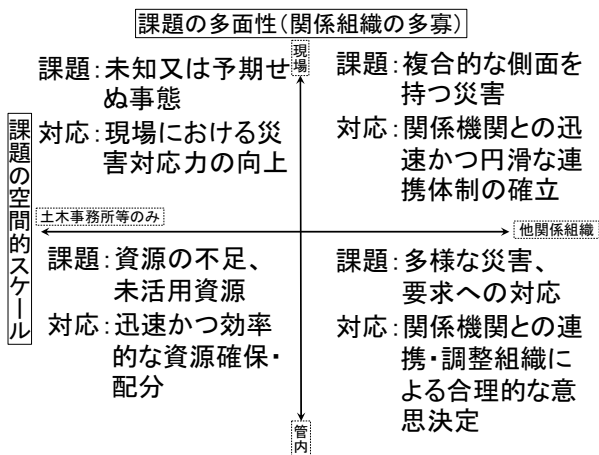 課題の多面性(関係組織の多寡)
現場
課題:未知又は予期せ
ぬ事態
対応:現場における災
害対応力の向上
課題:複合的な側面を
持つ災害
対応:関係機関との迅
速かつ円滑な連
携体制の確立
課題の空間的スケール
土木事務所等のみ
他関係組織
課題:資源の不足、
未活用資源
対応:迅速かつ効率
的な資源確保・
配分
課題:多様な災害、
要求への対応
対応:関係機関との連
携・調整組織に
よる合理的な意
思決定
管内